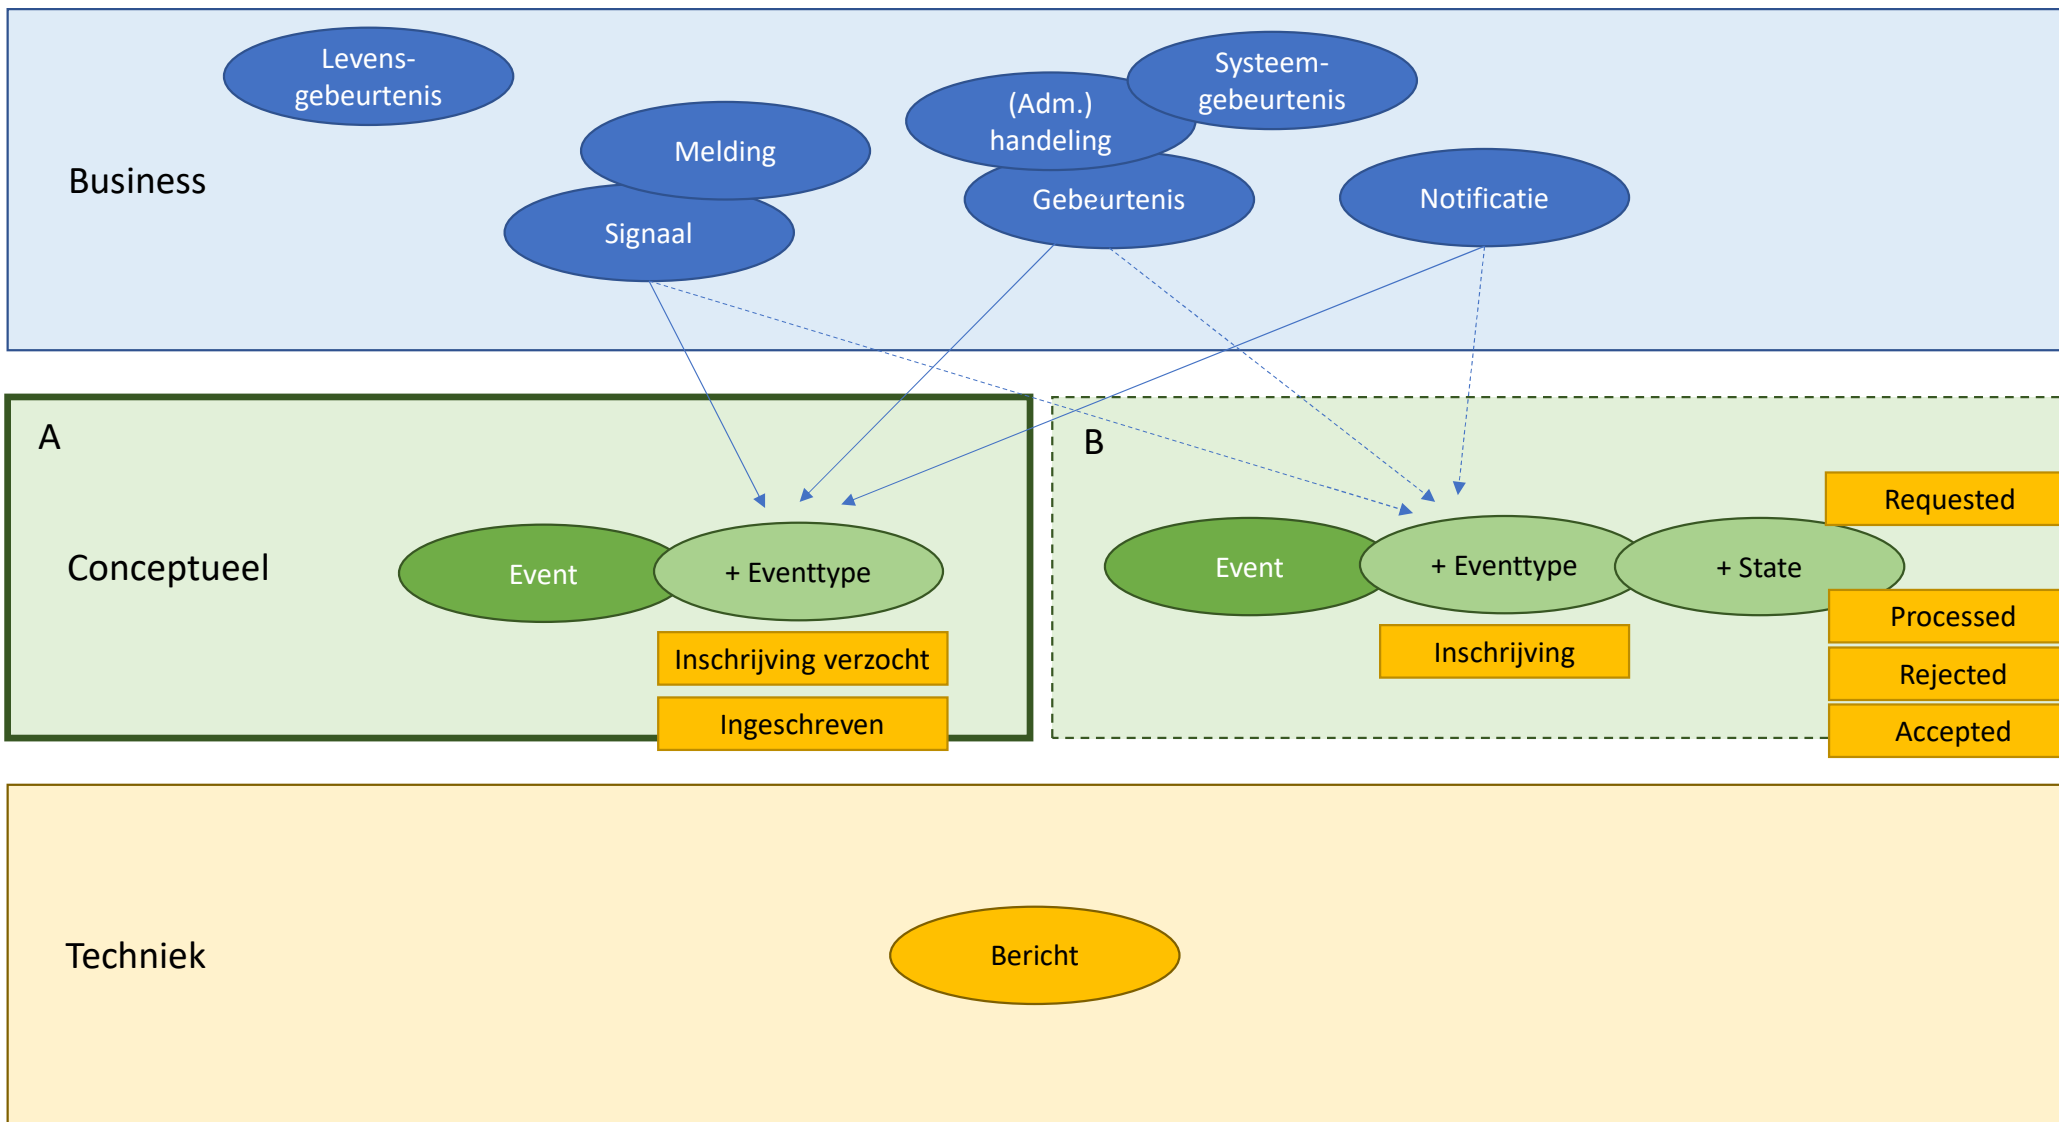 Levens-
gebeurtenis
Systeem-
gebeurtenis
(Adm.)
handeling
Melding
Business
Gebeurtenis
Notificatie
Signaal
A
B
Requested
Conceptueel
Event
+ Eventtype
Event
+ Eventtype
+ State
Processed
Inschrijving verzocht
Inschrijving
Rejected
Ingeschreven
Accepted
Techniek
Bericht